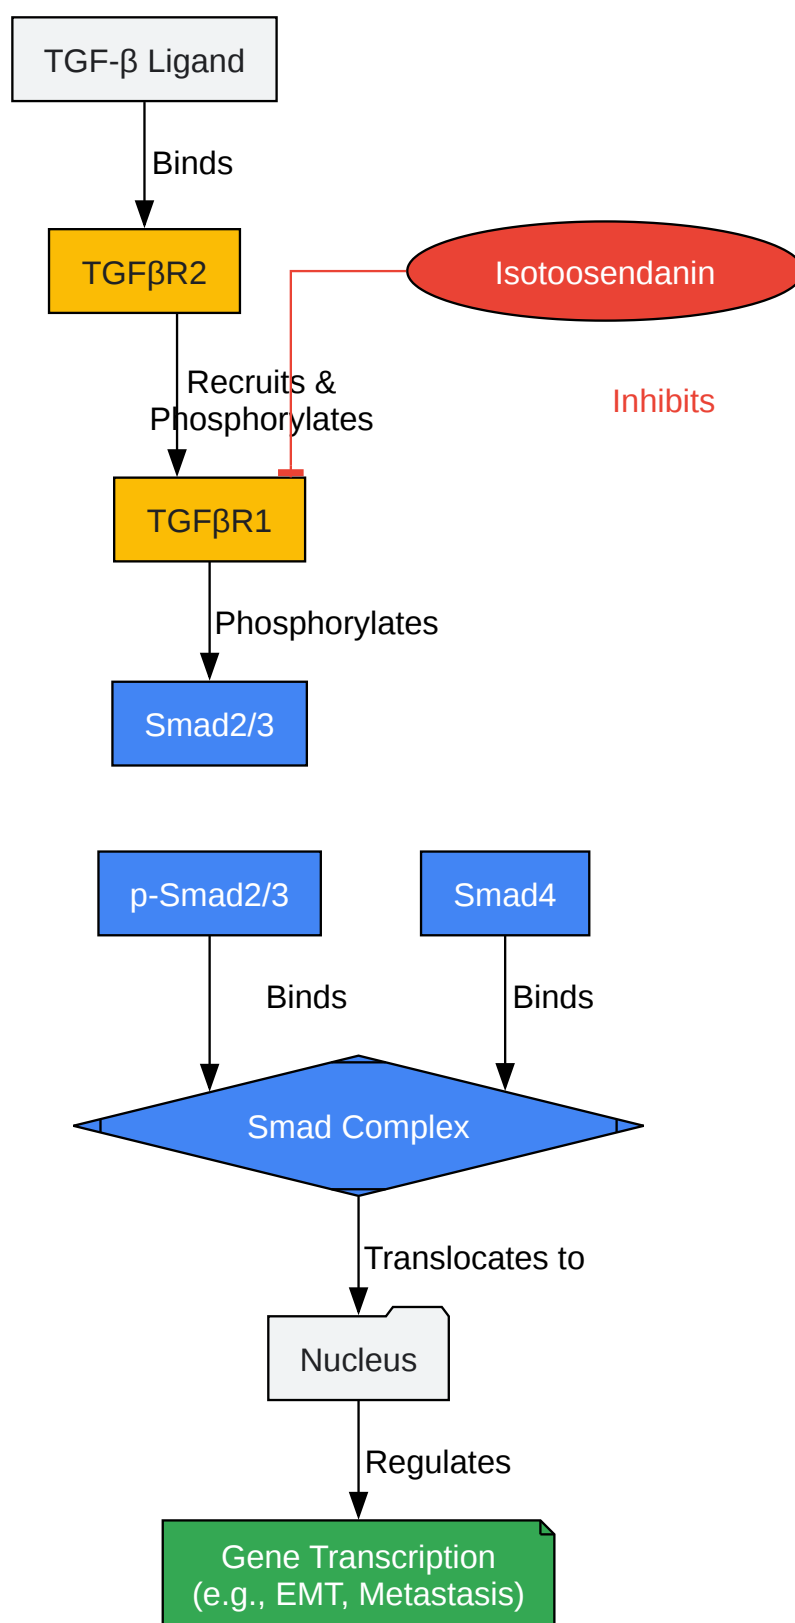 TGF-β Ligand
Binds
TGFβR2
Isotoosendanin
Recruits &
Phosphorylates
Inhibits
TGFβR1
Phosphorylates
Smad2/3
p-Smad2/3
Smad4
Binds
Binds
Smad Complex
Translocates to
Nucleus
Regulates
Gene Transcription
(e.g., EMT, Metastasis)